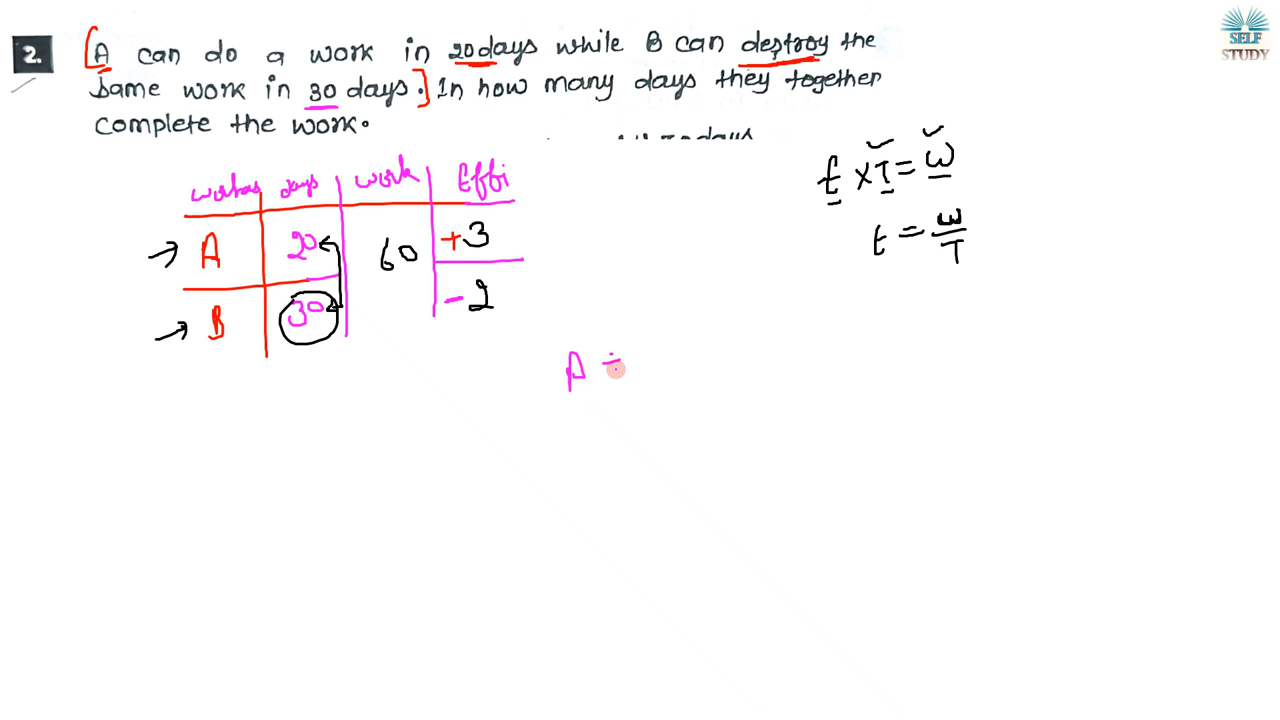 2.
A can do a work in 20 days while B can destroy the
same work in 30 days. In how many days they together
complete the work.
SELF
STUDY
days work Effi
A 20 60 +3
B 30 -2
E × T = W
E = W/T
A =